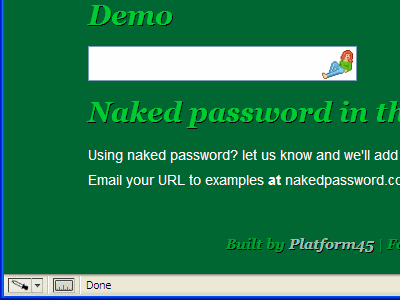 Demo
Naked password in th
Using naked password? let us know and we'll add
Email your URL to examples at nakedpassword.co
Built by Platform45 | Fo
Done